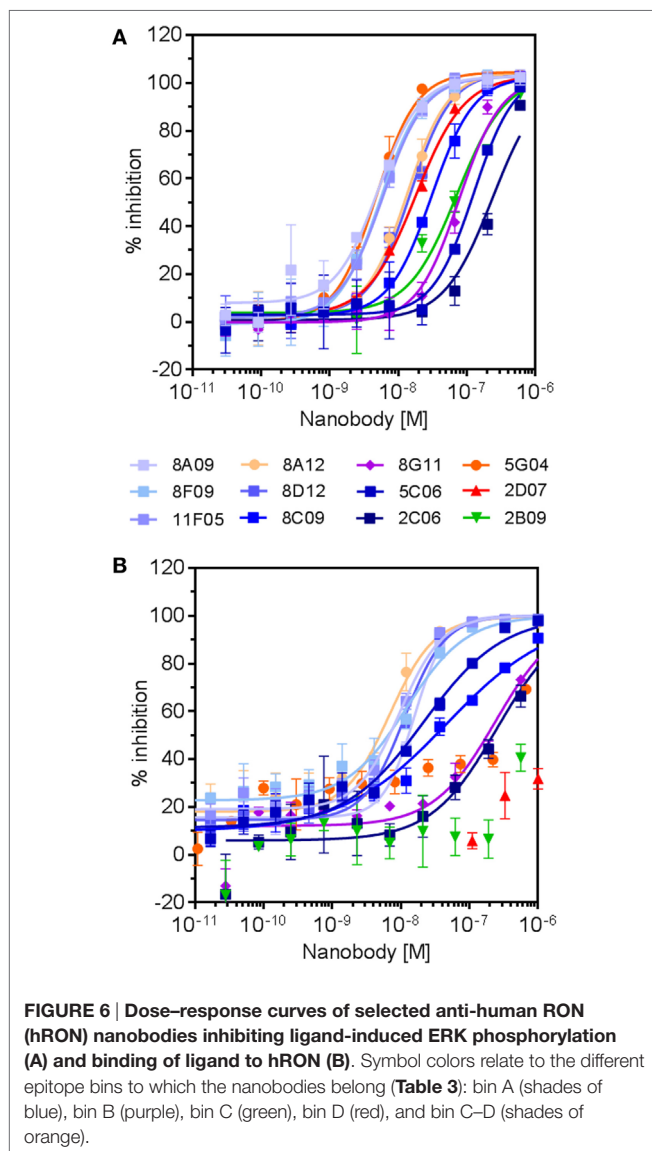 A
120
100
80
60
40
20
0
-20
% inhibition
10-11 10-10 10-9 10-8 10-7 10-6
Nanobody [M]
8A09 8A12 8G11 5G04
8F09 8D12 5C06 2D07
11F05 8C09 2C06 2B09
B
120
100
80
60
40
20
0
-20
% inhibition
10-11 10-10 10-9 10-8 10-7 10-6
Nanobody [M]
FIGURE 6 | Dose–response curves of selected anti-human RON
(hRON) nanobodies inhibiting ligand-induced ERK phosphorylation
(A) and binding of ligand to hRON (B). Symbol colors relate to the different
epitope bins to which the nanobodies belong (Table 3): bin A (shades of
blue), bin B (purple), bin C (green), bin D (red), and bin C–D (shades of
orange).